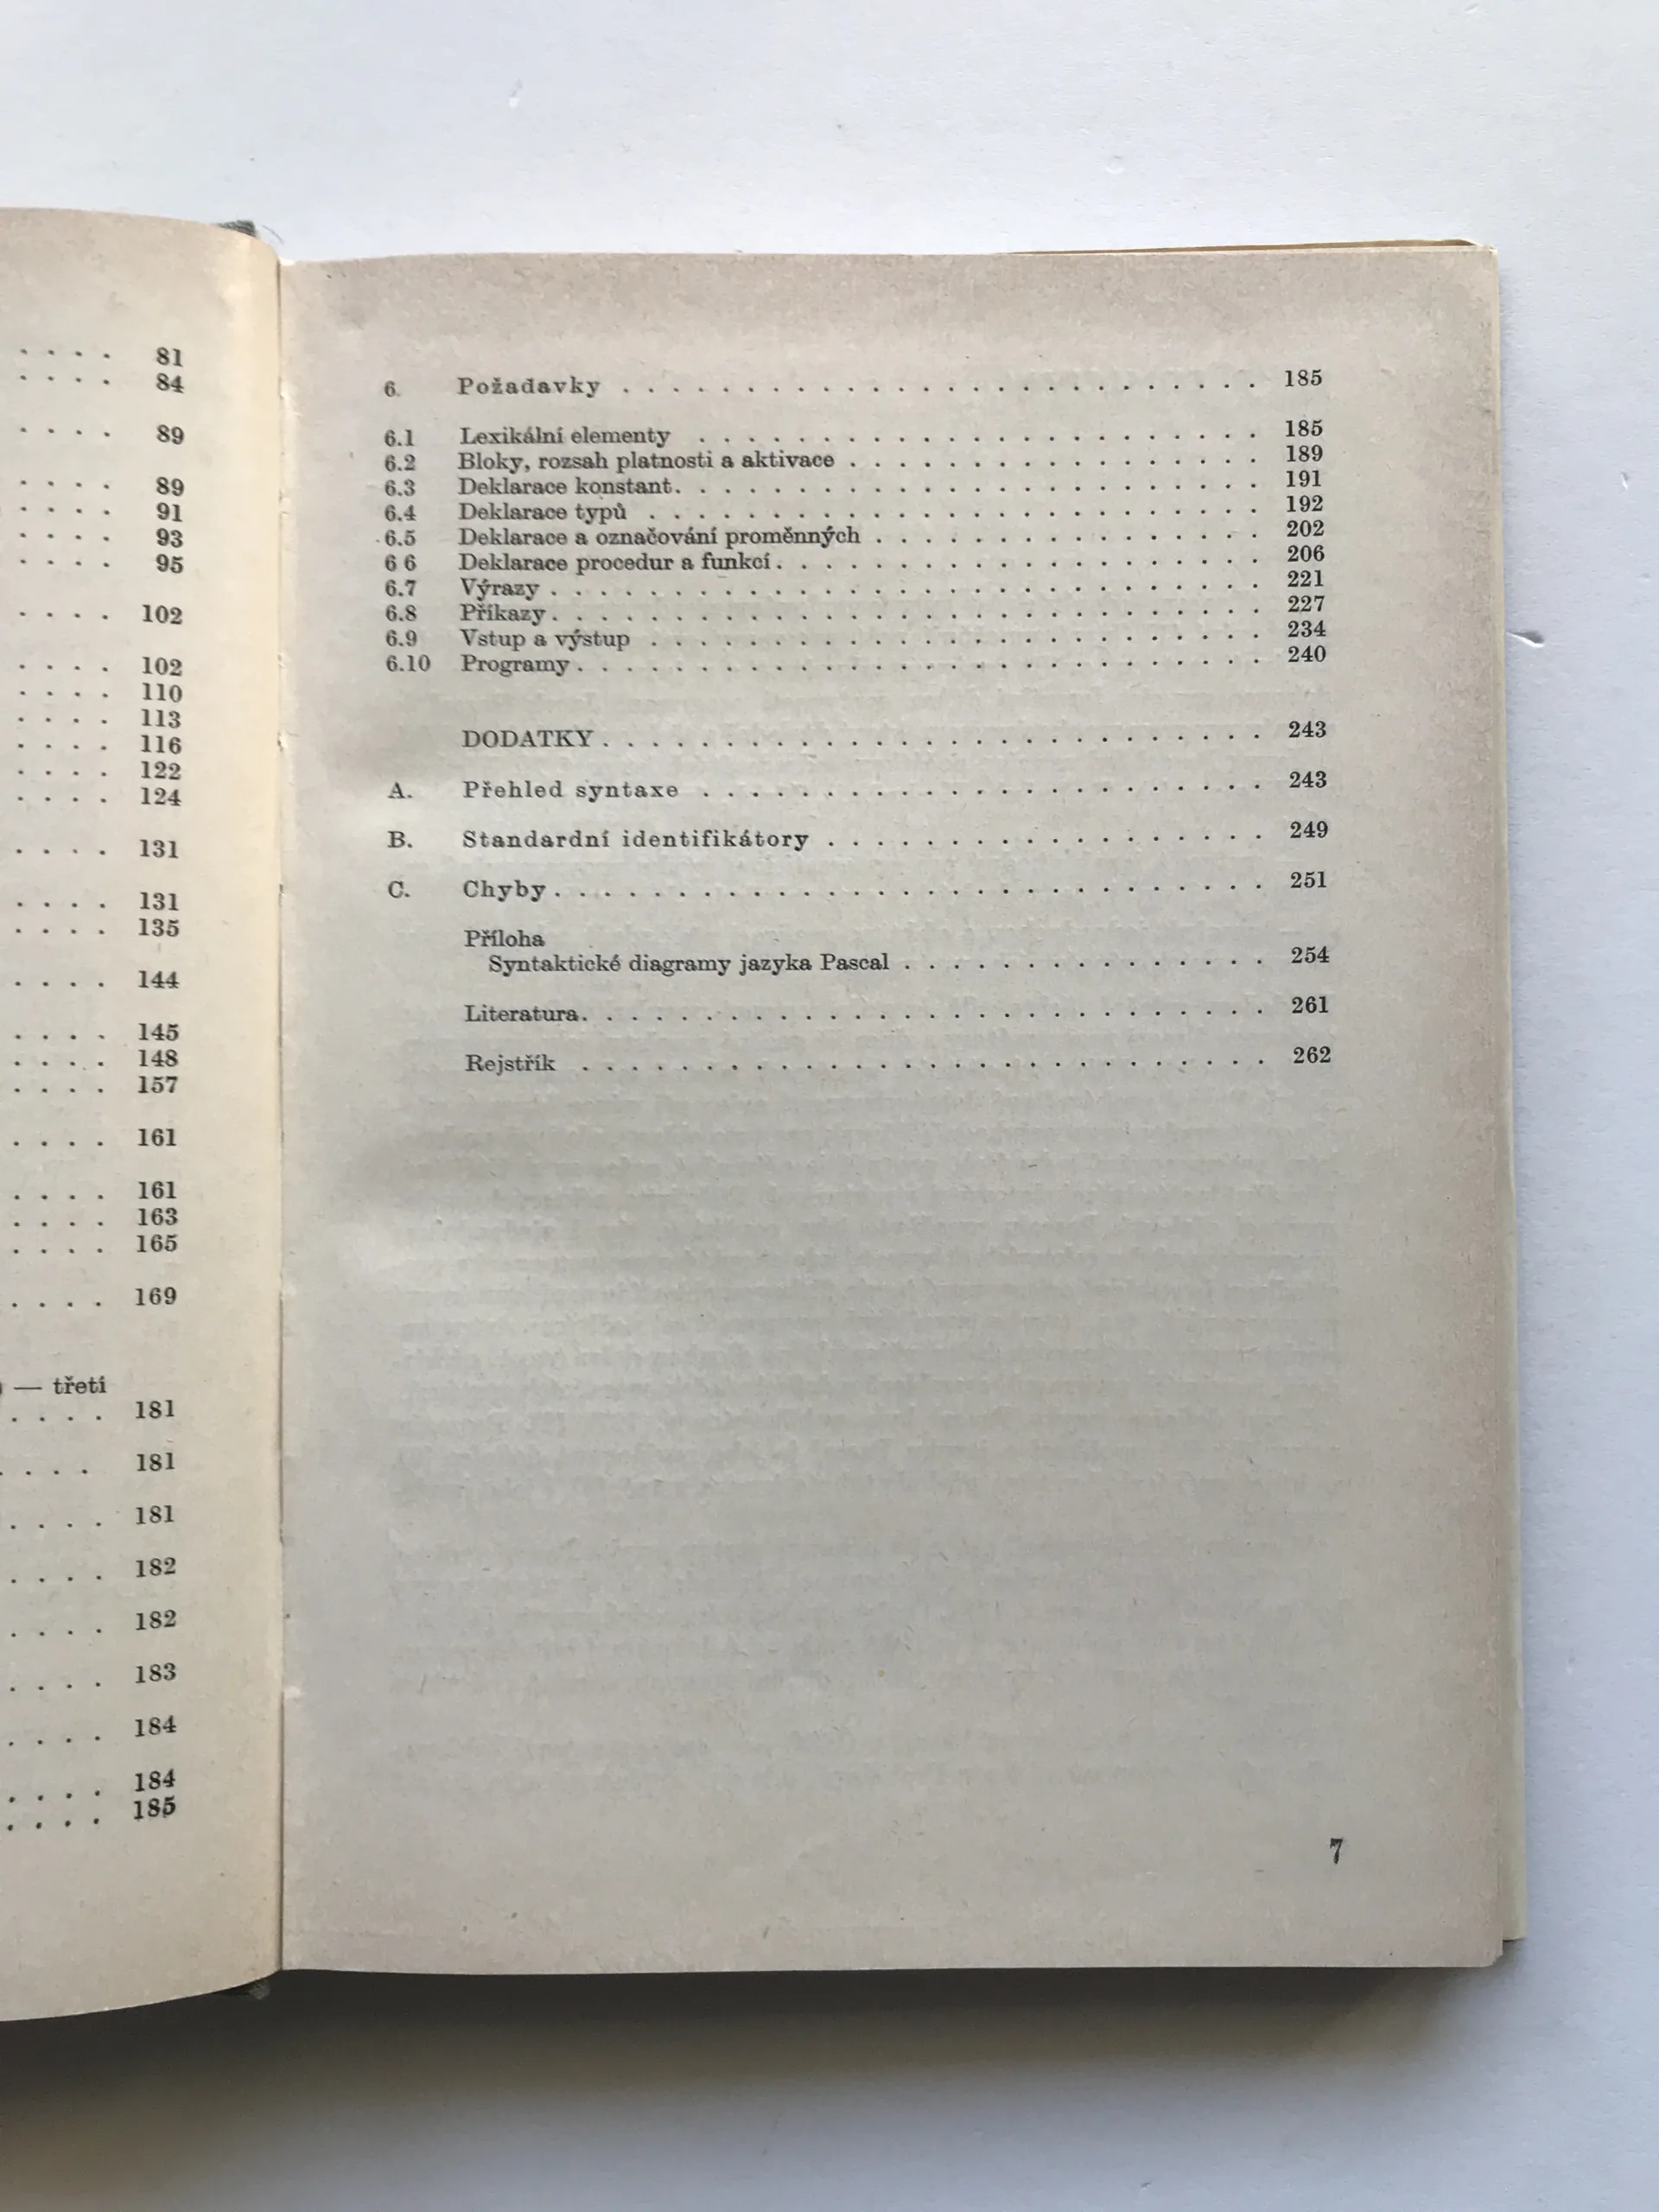 . . . . 81
. . . . 84
. . . . 89
. . . . 89
. . . . 91
. . . . 93
. . . . 95
. . . . 102
. . . . 102
. . . . 110
. . . . 113
. . . . 116
. . . . 122
. . . . 124
. . . . 131
. . . . 131
. . . . 135
. . . . 144
. . . . 145
. . . . 148
. . . . 157
. . . . 161
. . . . 161
. . . . 163
. . . . 165
. . . . 169
) — třetí
. . . . 181
. . . . 181
. . . . 181
. . . . 182
. . . . 182
. . . . 183
. . . . 184
. . . . 184
. . . . 185
6. Požadavky . . . . . . . . . . . . . . . . . . . . . . . . . . 185
6.1 Lexikální elementy . . . . . . . . . . . . . . . . . . . . . . . 185
6.2 Bloky, rozsah platnosti a aktivace . . . . . . . . . . . . . . . . . 189
6.3 Deklarace konstant. . . . . . . . . . . . . . . . . . . . . . . . 191
6.4 Deklarace typů . . . . . . . . . . . . . . . . . . . . . . . . . 192
6.5 Deklarace a označování proměnných . . . . . . . . . . . . . . . . 202
6 6 Deklarace procedur a funkcí. . . . . . . . . . . . . . . . . . . . 206
6.7 Výrazy . . . . . . . . . . . . . . . . . . . . . . . . . . . . . 221
6.8 Příkazy. . . . . . . . . . . . . . . . . . . . . . . . . . . . . 227
6.9 Vstup a výstup . . . . . . . . . . . . . . . . . . . . . . . . . 234
6.10 Programy. . . . . . . . . . . . . . . . . . . . . . . . . . . . 240
DODATKY. . . . . . . . . . . . . . . . . . . . . . . . . . . 243
A. Přehled syntaxe . . . . . . . . . . . . . . . . . . . . . . . 243
B. Standardní identifikátory . . . . . . . . . . . . . . . . . . 249
C. Chyby. . . . . . . . . . . . . . . . . . . . . . . . . . . . . 251
Příloha
Syntaktické diagramy jazyka Pascal . . . . . . . . . . . . . . . 254
Literatura. . . . . . . . . . . . . . . . . . . . . . . . . . . . 261
Rejstřík . . . . . . . . . . . . . . . . . . . . . . . . . . . . 262
7